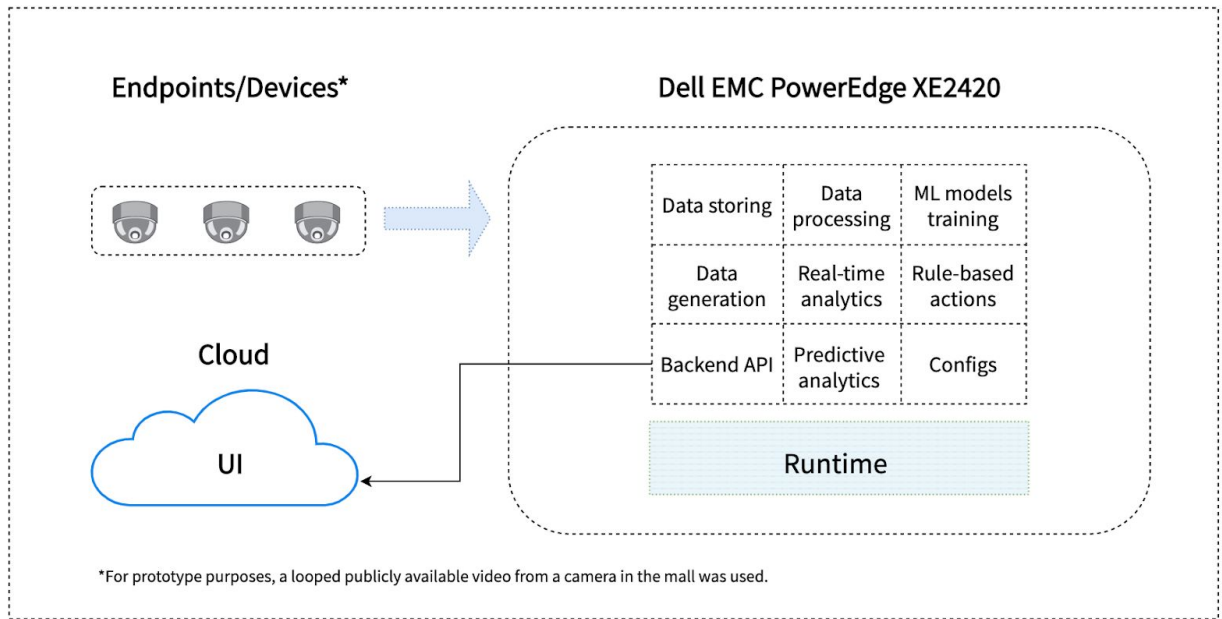 Endpoints/Devices*
Dell EMC PowerEdge XE2420
Data storing
Data
processing
ML models
training
Data
generation
Real-time
analytics
Rule-based
actions
Backend API
Predictive
analytics
Configs
Runtime
Cloud
UI
*For prototype purposes, a looped publicly available video from a camera in the mall was used.